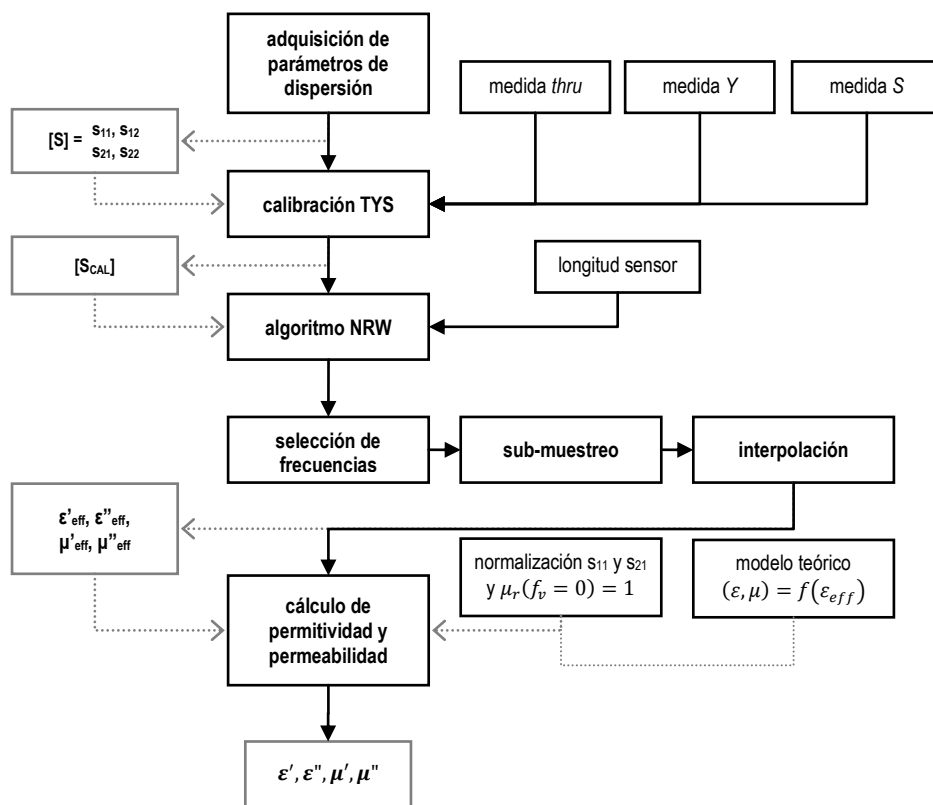 adquisición de
parámetros de
dispersión
medida thru
medida Y
medida S
[S] = s11, s12
s21, s22
calibración TYS
[SCAL]
longitud sensor
algoritmo NRW
selección de
frecuencias
sub-muestreo
interpolación
ε'eff, ε''eff,
μ'eff, μ''eff
normalización s11 y s21
y μr(fv = 0) = 1
modelo teórico
(ε, μ) = f(εeff)
cálculo de
permitividad y
permeabilidad
ε′, ε", μ′, μ"